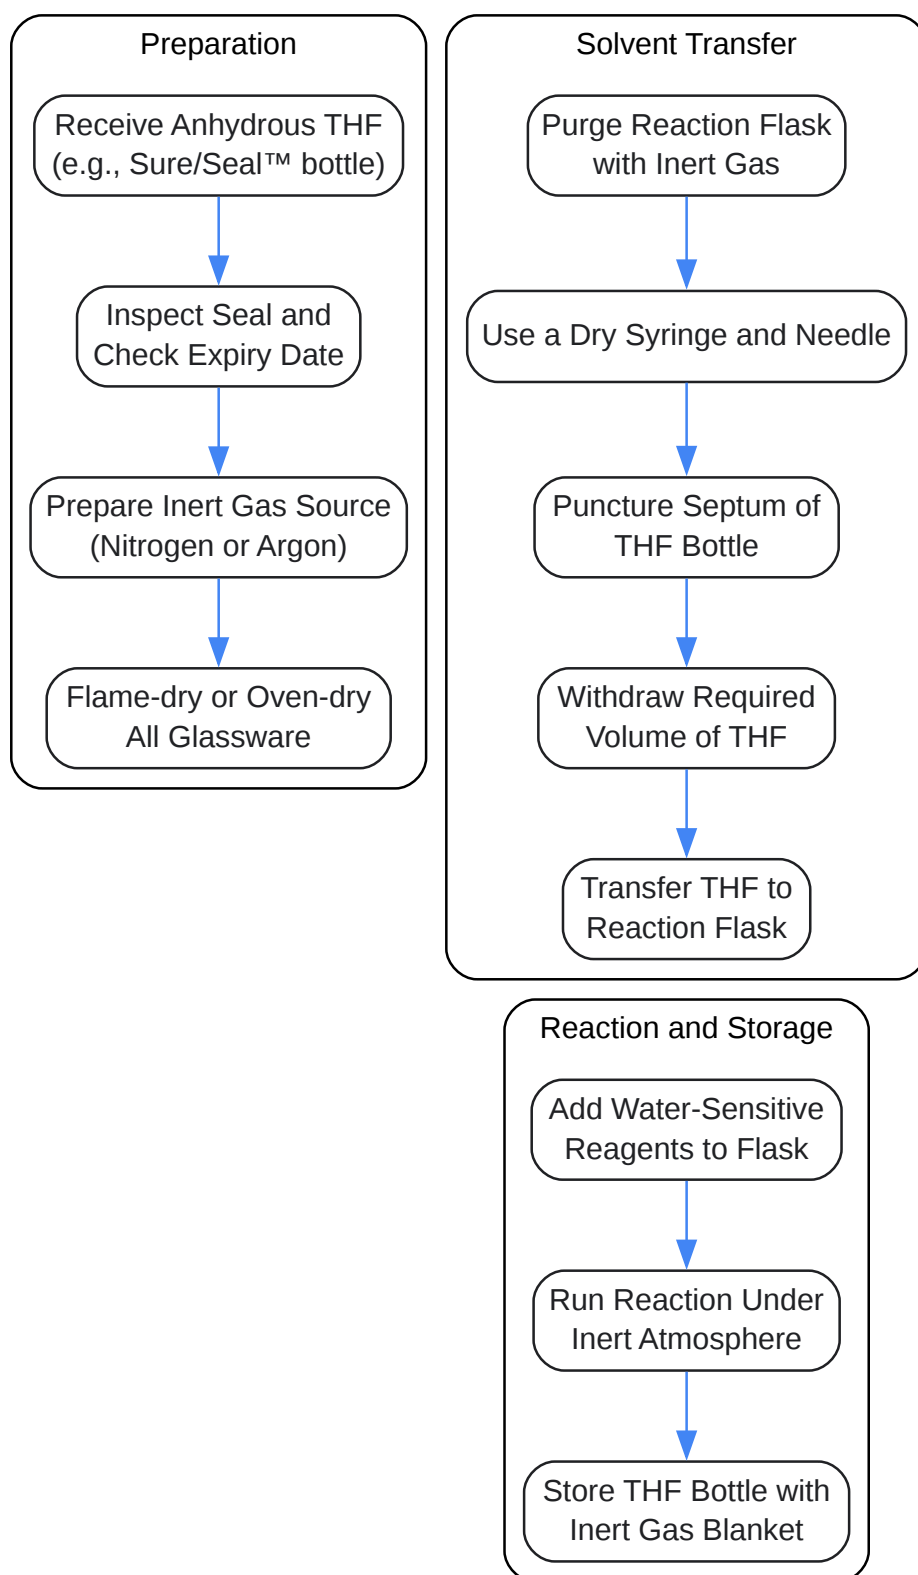 Preparation
Receive Anhydrous THF
(e.g., Sure/Seal™ bottle)
Inspect Seal and
Check Expiry Date
Prepare Inert Gas Source
(Nitrogen or Argon)
Flame-dry or Oven-dry
All Glassware
Solvent Transfer
Purge Reaction Flask
with Inert Gas
Use a Dry Syringe and Needle
Puncture Septum of
THF Bottle
Withdraw Required
Volume of THF
Transfer THF to
Reaction Flask
Reaction and Storage
Add Water-Sensitive
Reagents to Flask
Run Reaction Under
Inert Atmosphere
Store THF Bottle with
Inert Gas Blanket